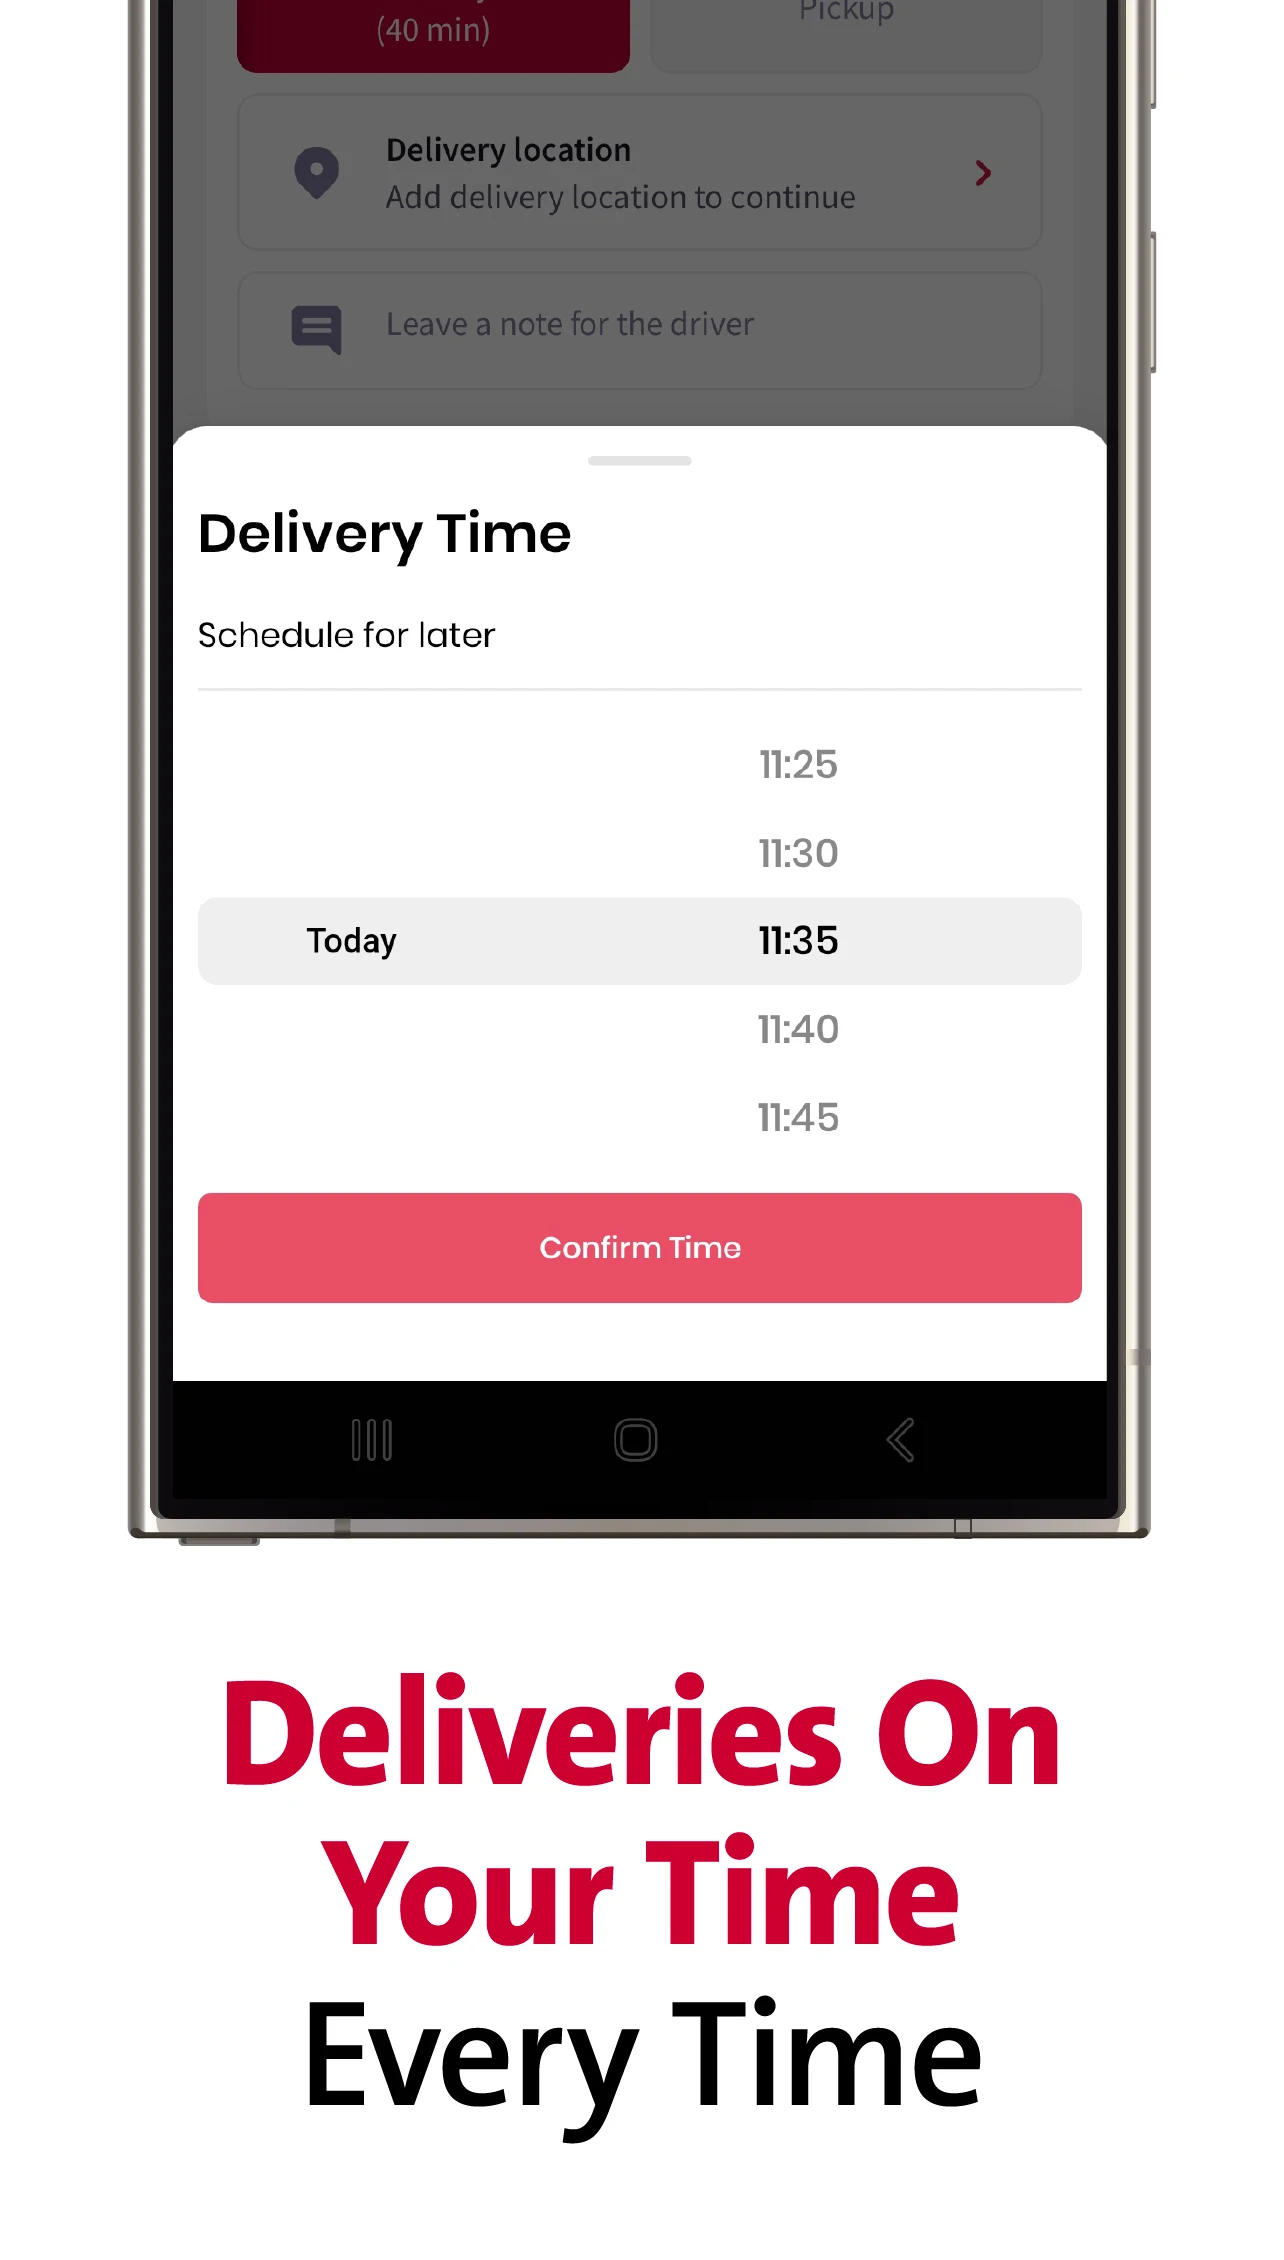 (40 min)
Pickup
Delivery location
Add delivery location to continue
Leave a note for the driver
Delivery Time
Schedule for later
11:25
11:30
Today 11:35
11:40
11:45
Confirm Time
Deliveries On
Your Time
Every Time